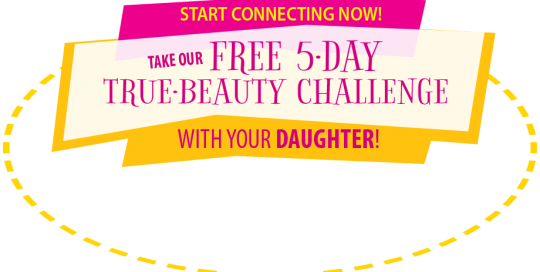 START CONNECTING NOW!
TAKE OUR FREE 5-DAY
TRUE-BEAUTY CHALLENGE
WITH YOUR DAUGHTER!